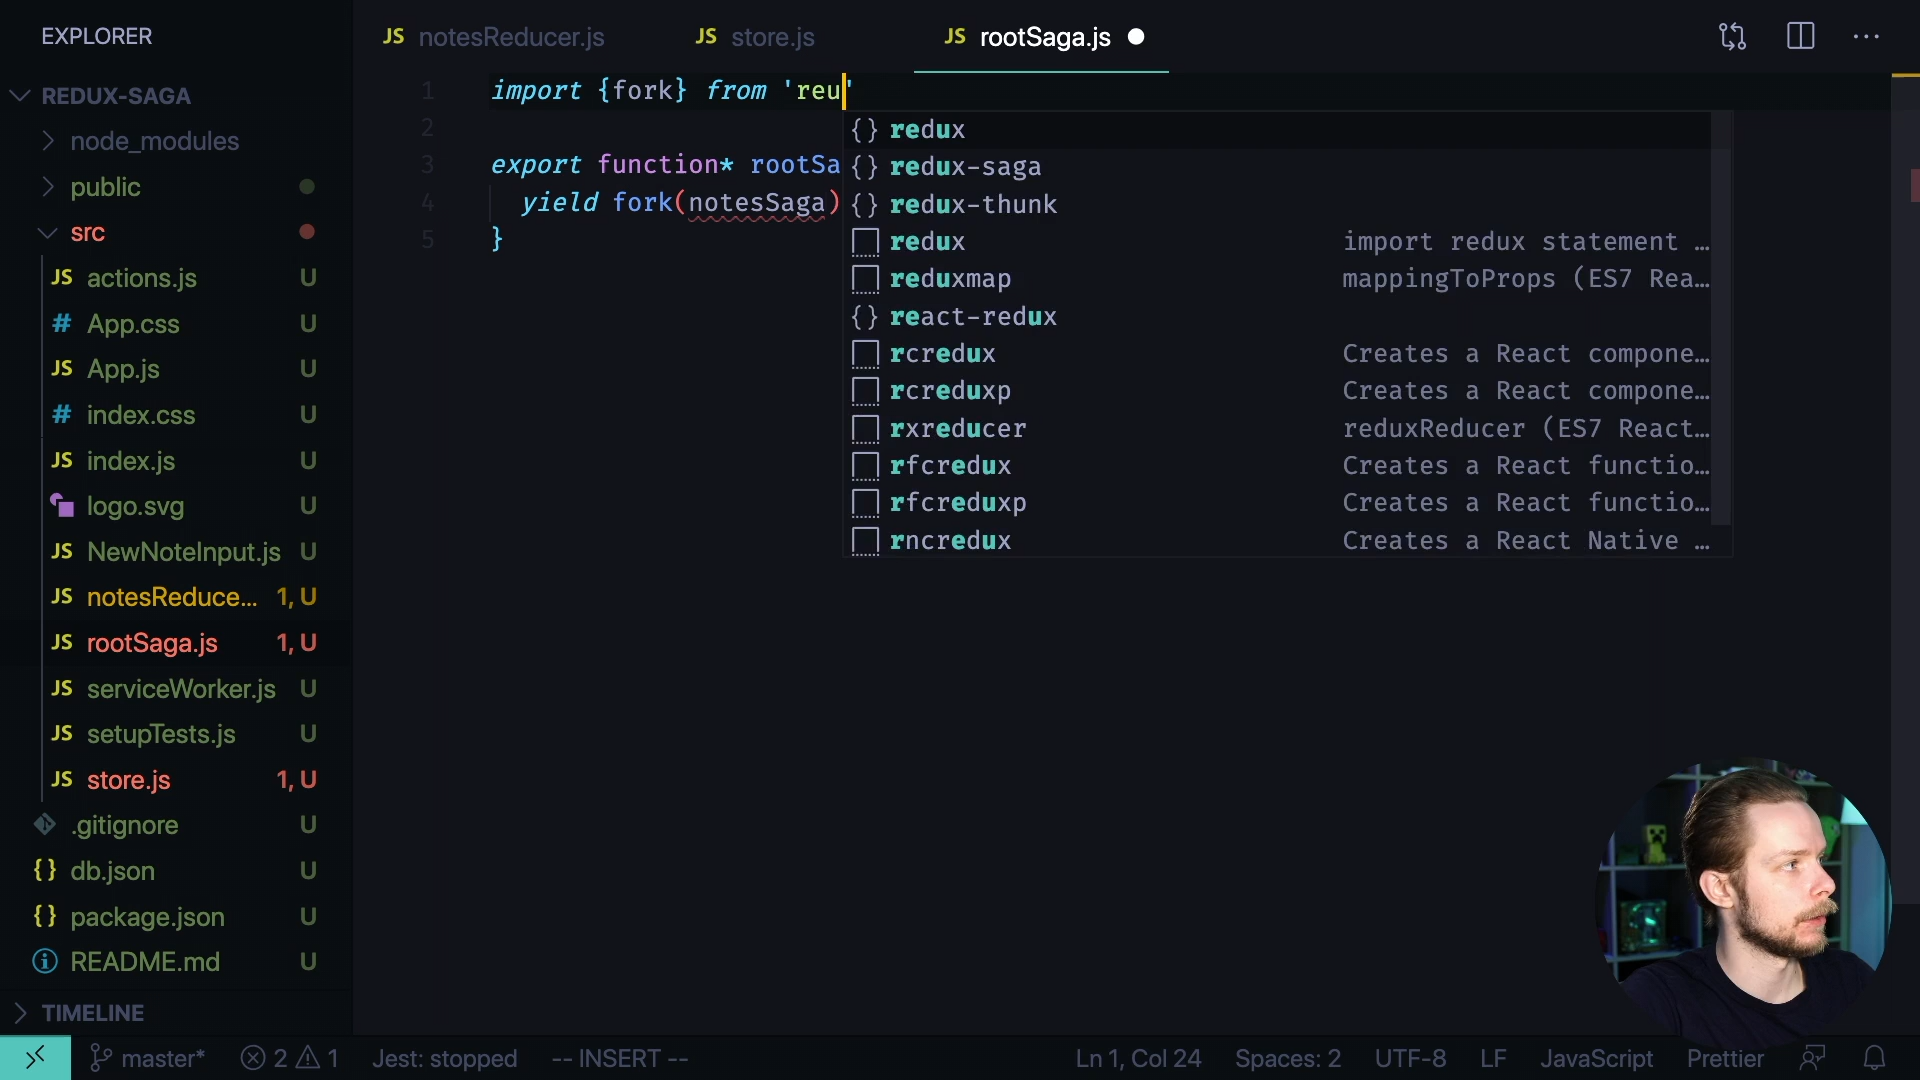 EXPLORER
REDUX-SAGA
node_modules
public
src
JS actions.js U
# App.css U
JS App.js U
# index.css U
JS index.js U
logo.svg U
JS NewNoteInput.js U
JS notesReduce... 1, U
JS rootSaga.js 1, U
JS serviceWorker.js U
JS setupTests.js U
JS store.js 1, U
.gitignore U
{} db.json U
{} package.json U
README.md U
TIMELINE
JS notesReducer.js JS store.js JS rootSaga.js
1 import {fork} from 'reu'
2
3 export function* rootSa
4 yield fork(notesSaga)
5 }
{} redux
{} redux-saga
{} redux-thunk
redux import redux statement …
reduxmap mappingToProps (ES7 Rea…
{} react-redux
rcredux Creates a React compone…
rcreduxp Creates a React compone…
rxreducer reduxReducer (ES7 React…
rfcredux Creates a React functio…
rfcreduxp Creates a React functio…
rncredux Creates a React Native …
master* 2 1 Jest: stopped -- INSERT -- Ln 1, Col 24 Spaces: 2 UTF-8 LF JavaScript Prettier